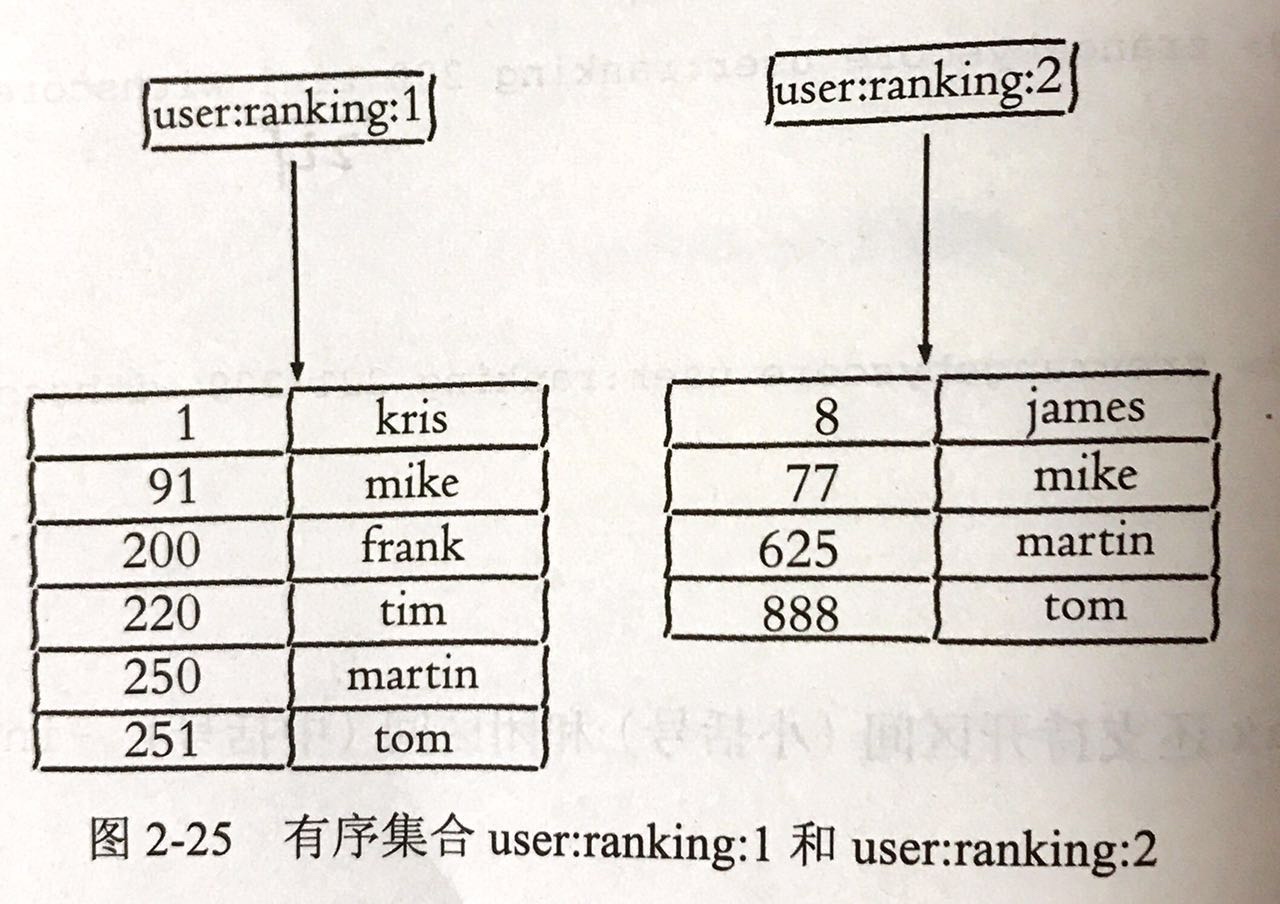 user:ranking:1
user:ranking:2
1 kris
91 mike
200 frank
220 tim
250 martin
251 tom
8 james
77 mike
625 martin
888 tom
图 2-25 有序集合 user:ranking:1 和 user:ranking:2